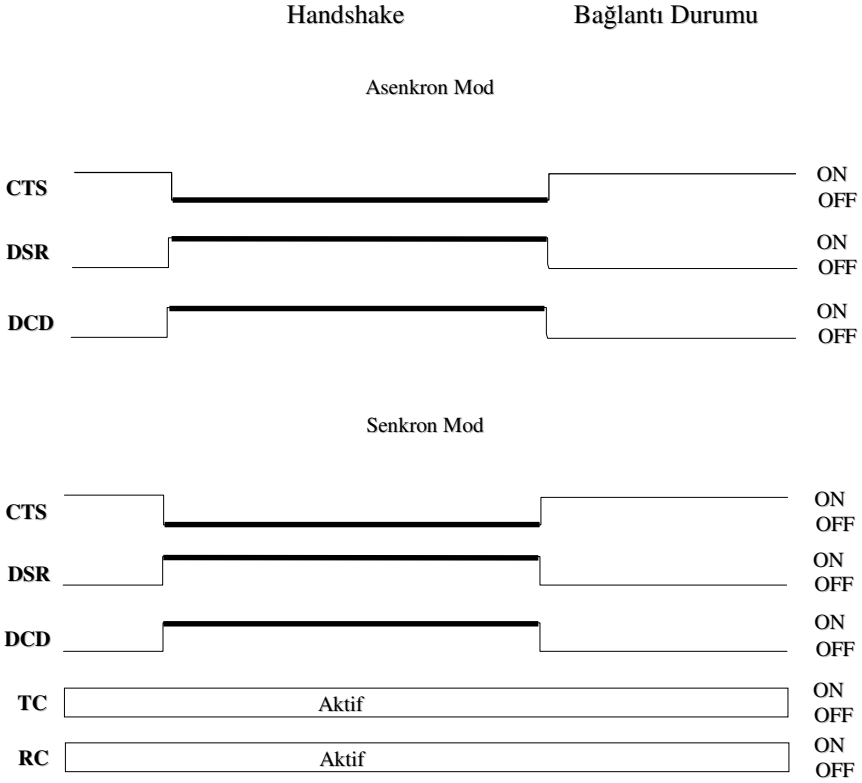 Handshake Bağlantı Durumu
Asenkron Mod
CTS ON
OFF
DSR ON
OFF
DCD ON
OFF
Senkron Mod
CTS ON
OFF
DSR ON
OFF
DCD ON
OFF
TC Aktif ON
OFF
RC Aktif ON
OFF